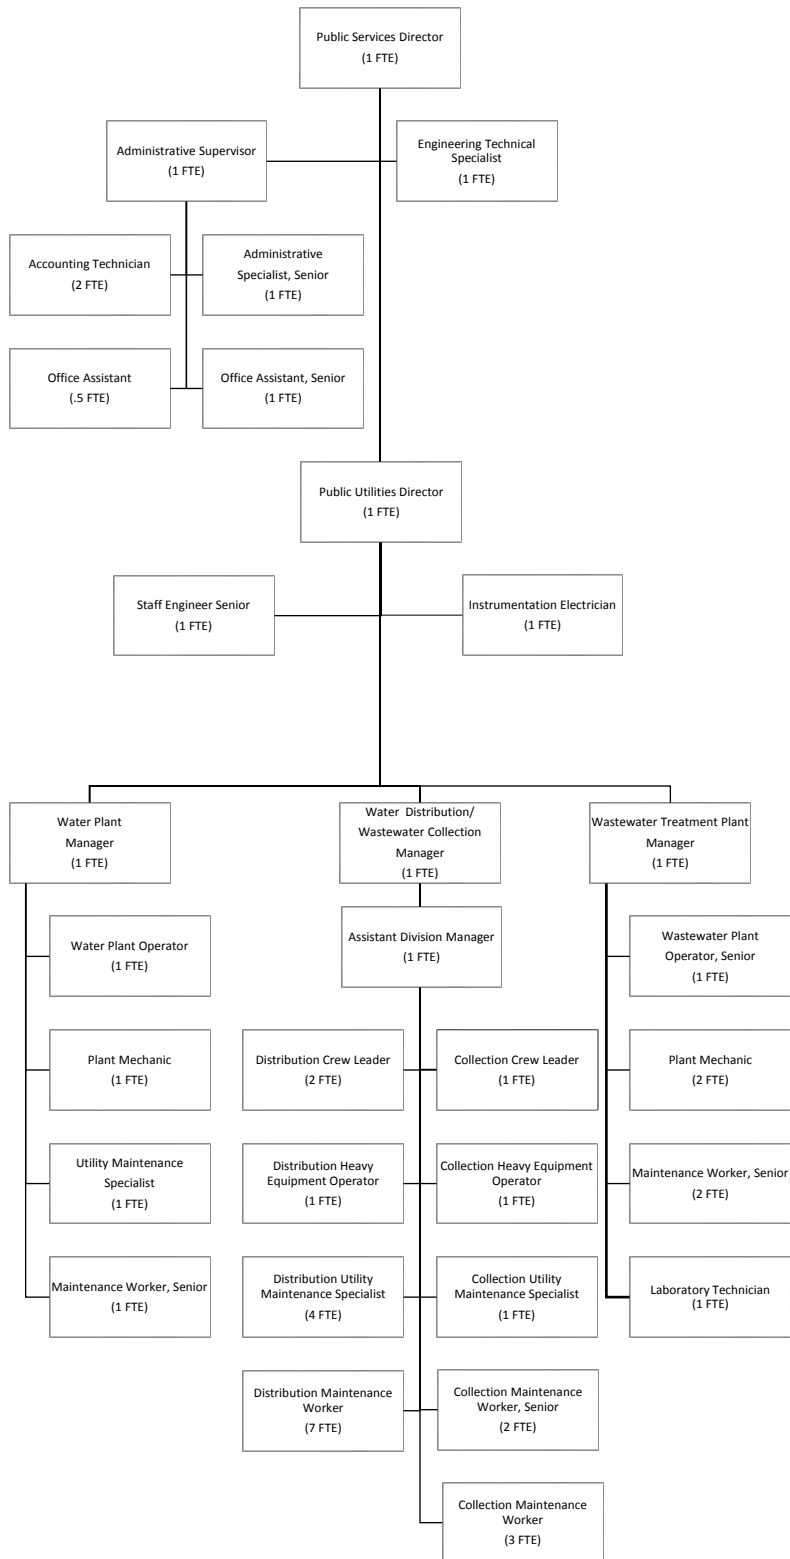 Public Services Director
(1 FTE)
Administrative Supervisor
(1 FTE)
Engineering Technical
Specialist
(1 FTE)
Accounting Technician
(2 FTE)
Administrative
Specialist, Senior
(1 FTE)
Office Assistant
(.5 FTE)
Office Assistant, Senior
(1 FTE)
Public Utilities Director
(1 FTE)
Staff Engineer Senior
(1 FTE)
Instrumentation Electrician
(1 FTE)
Water Plant
Manager
(1 FTE)
Water Distribution/
Wastewater Collection
Manager
(1 FTE)
Wastewater Treatment Plant
Manager
(1 FTE)
Assistant Division Manager
(1 FTE)
Water Plant Operator
(1 FTE)
Wastewater Plant
Operator, Senior
(1 FTE)
Plant Mechanic
(1 FTE)
Distribution Crew Leader
(2 FTE)
Collection Crew Leader
(1 FTE)
Plant Mechanic
(2 FTE)
Utility Maintenance
Specialist
(1 FTE)
Distribution Heavy
Equipment Operator
(1 FTE)
Collection Heavy Equipment
Operator
(1 FTE)
Maintenance Worker, Senior
(2 FTE)
Maintenance Worker, Senior
(1 FTE)
Distribution Utility
Maintenance Specialist
(4 FTE)
Collection Utility
Maintenance Specialist
(1 FTE)
Laboratory Technician
(1 FTE)
Distribution Maintenance
Worker
(7 FTE)
Collection Maintenance
Worker, Senior
(2 FTE)
Collection Maintenance
Worker
(3 FTE)